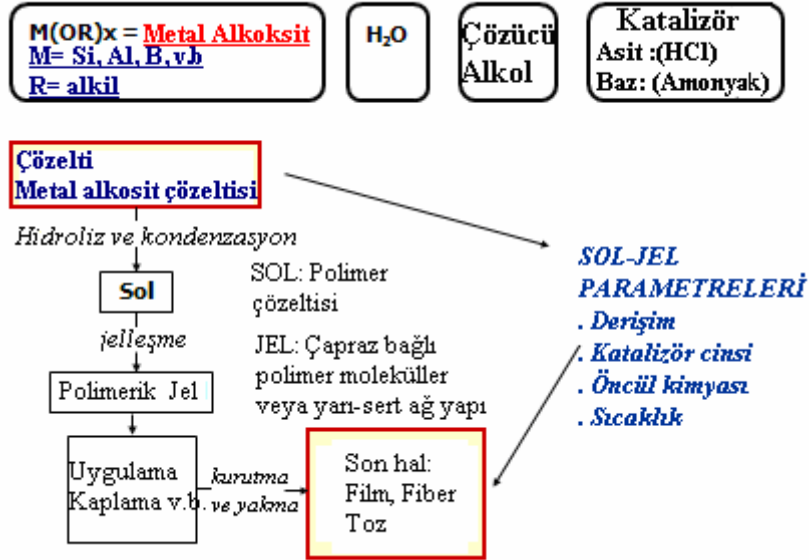 M(OR)x = Metal Alkoksit
M= Si, Al, B, v.b
R= alkil
H₂O
Çözücü
Alkol
Katalizör
Asit :(HCl)
Baz: (Amonyak)
Çözelti
Metal alkosit çözeltisi
Hidroliz ve kondenzasyon
Sol
jelleşme
Polimerik Jel
Uygulama
Kaplama v.b.
kurutma
ve yakma
SOL: Polimer
çözeltisi
JEL: Çapraz bağlı
polimer moleküller
veya yarı-sert ağ yapı
Son hal:
Film, Fiber
Toz
SOL-JEL
PARAMETRELERİ
. Derişim
. Katalizör cinsi
. Öncül kimyası
. Sıcaklık